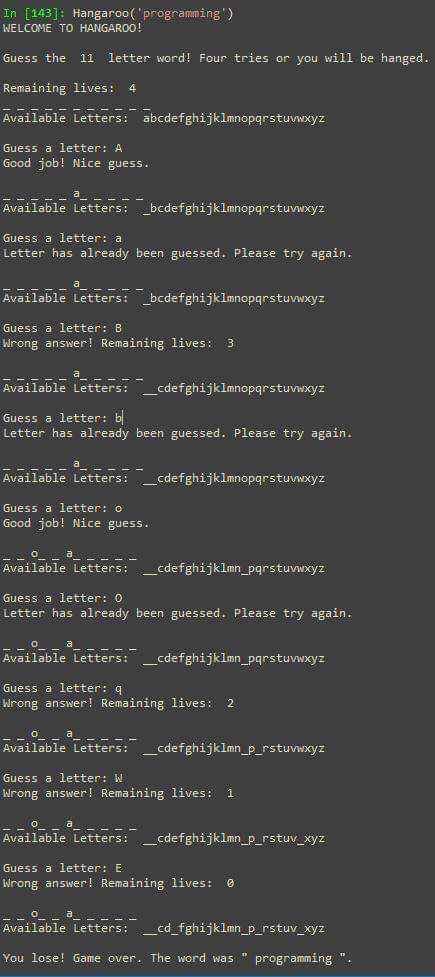 In [143]: Hangaroo('programming')
WELCOME TO HANGAROO!
Guess the  11  letter word! Four tries or you will be hanged.
Remaining lives:  4
_ _ _ _ _ _ _ _ _ _ _
Available Letters:  abcdefghijklmnopqrstuvwxyz
Guess a letter: A
Good job! Nice guess.
_ _ _ _ _ a_ _ _ _ _
Available Letters:  _bcdefghijklmnopqrstuvwxyz
Guess a letter: a
Letter has already been guessed. Please try again.
_ _ _ _ _ a_ _ _ _ _
Available Letters:  _bcdefghijklmnopqrstuvwxyz
Guess a letter: B
Wrong answer! Remaining lives:  3
_ _ _ _ _ a_ _ _ _ _
Available Letters:  __cdefghijklmnopqrstuvwxyz
Guess a letter: b
Letter has already been guessed. Please try again.
_ _ _ _ _ a_ _ _ _ _
Available Letters:  __cdefghijklmnopqrstuvwxyz
Guess a letter: o
Good job! Nice guess.
_ _ o_ _ a_ _ _ _ _
Available Letters:  __cdefghijklmn_pqrstuvwxyz
Guess a letter: O
Letter has already been guessed. Please try again.
_ _ o_ _ a_ _ _ _ _
Available Letters:  __cdefghijklmn_pqrstuvwxyz
Guess a letter: q
Wrong answer! Remaining lives:  2
_ _ o_ _ a_ _ _ _ _
Available Letters:  __cdefghijklmn_p_rstuvwxyz
Guess a letter: W
Wrong answer! Remaining lives:  1
_ _ o_ _ a_ _ _ _ _
Available Letters:  __cdefghijklmn_p_rstuv_xyz
Guess a letter: E
Wrong answer! Remaining lives:  0
_ _ o_ _ a_ _ _ _ _
Available Letters:  __cd_fghijklmn_p_rstuv_xyz
You lose! Game over. The word was " programming ".